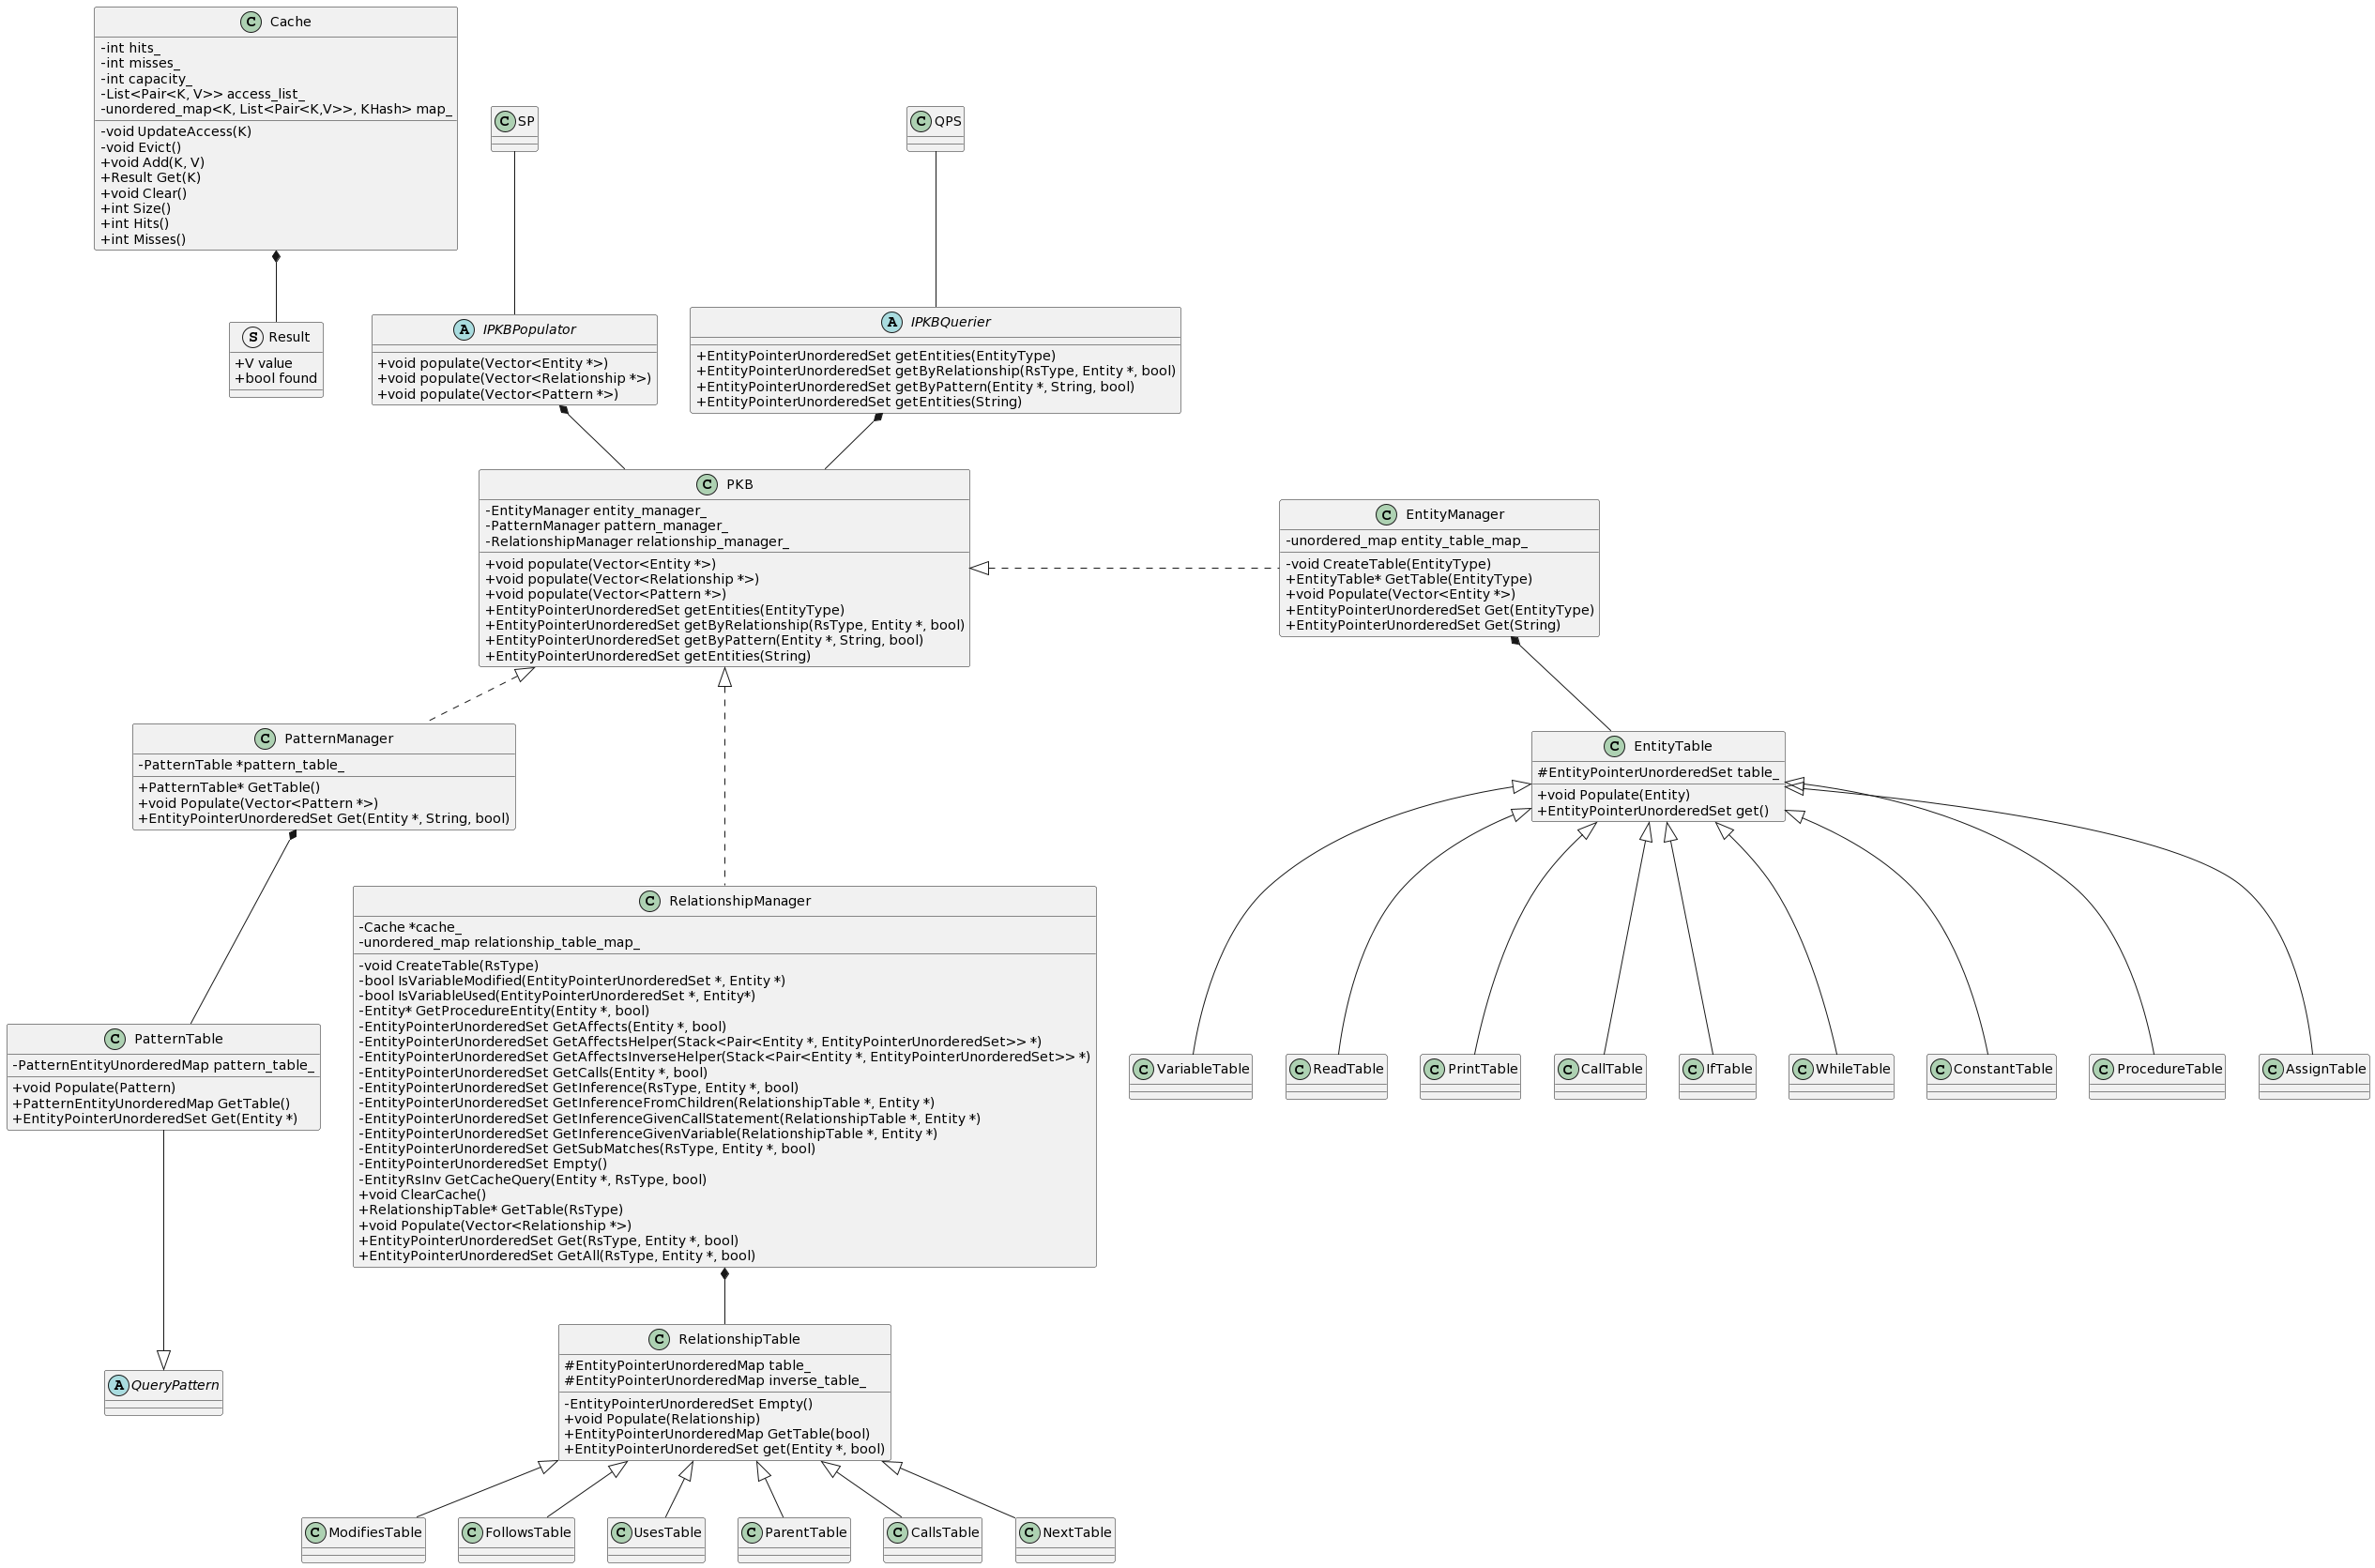 C Cache
-int hits_
-int misses_
-int capacity_
-List<Pair<K, V>> access_list_
-unordered_map<K, List<Pair<K,V>>, KHash> map_
-void UpdateAccess(K)
-void Evict()
+void Add(K, V)
+Result Get(K)
+void Clear()
+int Size()
+int Hits()
+int Misses()
C SP
C QPS
S Result
+V value
+bool found
A IPKBPopulator
+void populate(Vector<Entity *>)
+void populate(Vector<Relationship *>)
+void populate(Vector<Pattern *>)
A IPKBQuerier
+EntityPointerUnorderedSet getEntities(EntityType)
+EntityPointerUnorderedSet getByRelationship(RsType, Entity *, bool)
+EntityPointerUnorderedSet getByPattern(Entity *, String, bool)
+EntityPointerUnorderedSet getEntities(String)
C PKB
-EntityManager entity_manager_
-PatternManager pattern_manager_
-RelationshipManager relationship_manager_
+void populate(Vector<Entity *>)
+void populate(Vector<Relationship *>)
+void populate(Vector<Pattern *>)
+EntityPointerUnorderedSet getEntities(EntityType)
+EntityPointerUnorderedSet getByRelationship(RsType, Entity *, bool)
+EntityPointerUnorderedSet getByPattern(Entity *, String, bool)
+EntityPointerUnorderedSet getEntities(String)
C EntityManager
-unordered_map entity_table_map_
-void CreateTable(EntityType)
+EntityTable* GetTable(EntityType)
+void Populate(Vector<Entity *>)
+EntityPointerUnorderedSet Get(EntityType)
+EntityPointerUnorderedSet Get(String)
C PatternManager
-PatternTable *pattern_table_
+PatternTable* GetTable()
+void Populate(Vector<Pattern *>)
+EntityPointerUnorderedSet Get(Entity *, String, bool)
C EntityTable
#EntityPointerUnorderedSet table_
+void Populate(Entity)
+EntityPointerUnorderedSet get()
C RelationshipManager
-Cache *cache_
-unordered_map relationship_table_map_
-void CreateTable(RsType)
-bool IsVariableModified(EntityPointerUnorderedSet *, Entity *)
-bool IsVariableUsed(EntityPointerUnorderedSet *, Entity*)
-Entity* GetProcedureEntity(Entity *, bool)
-EntityPointerUnorderedSet GetAffects(Entity *, bool)
-EntityPointerUnorderedSet GetAffectsHelper(Stack<Pair<Entity *, EntityPointerUnorderedSet>> *)
-EntityPointerUnorderedSet GetAffectsInverseHelper(Stack<Pair<Entity *, EntityPointerUnorderedSet>> *)
-EntityPointerUnorderedSet GetCalls(Entity *, bool)
-EntityPointerUnorderedSet GetInference(RsType, Entity *, bool)
-EntityPointerUnorderedSet GetInferenceFromChildren(RelationshipTable *, Entity *)
-EntityPointerUnorderedSet GetInferenceGivenCallStatement(RelationshipTable *, Entity *)
-EntityPointerUnorderedSet GetInferenceGivenVariable(RelationshipTable *, Entity *)
-EntityPointerUnorderedSet GetSubMatches(RsType, Entity *, bool)
-EntityPointerUnorderedSet Empty()
-EntityRsInv GetCacheQuery(Entity *, RsType, bool)
+void ClearCache()
+RelationshipTable* GetTable(RsType)
+void Populate(Vector<Relationship *>)
+EntityPointerUnorderedSet Get(RsType, Entity *, bool)
+EntityPointerUnorderedSet GetAll(RsType, Entity *, bool)
C PatternTable
-PatternEntityUnorderedMap pattern_table_
+void Populate(Pattern)
+PatternEntityUnorderedMap GetTable()
+EntityPointerUnorderedSet Get(Entity *)
C VariableTable
C ReadTable
C PrintTable
C CallTable
C IfTable
C WhileTable
C ConstantTable
C ProcedureTable
C AssignTable
A QueryPattern
C RelationshipTable
#EntityPointerUnorderedMap table_
#EntityPointerUnorderedMap inverse_table_
-EntityPointerUnorderedSet Empty()
+void Populate(Relationship)
+EntityPointerUnorderedMap GetTable(bool)
+EntityPointerUnorderedSet get(Entity *, bool)
C ModifiesTable
C FollowsTable
C UsesTable
C ParentTable
C CallsTable
C NextTable